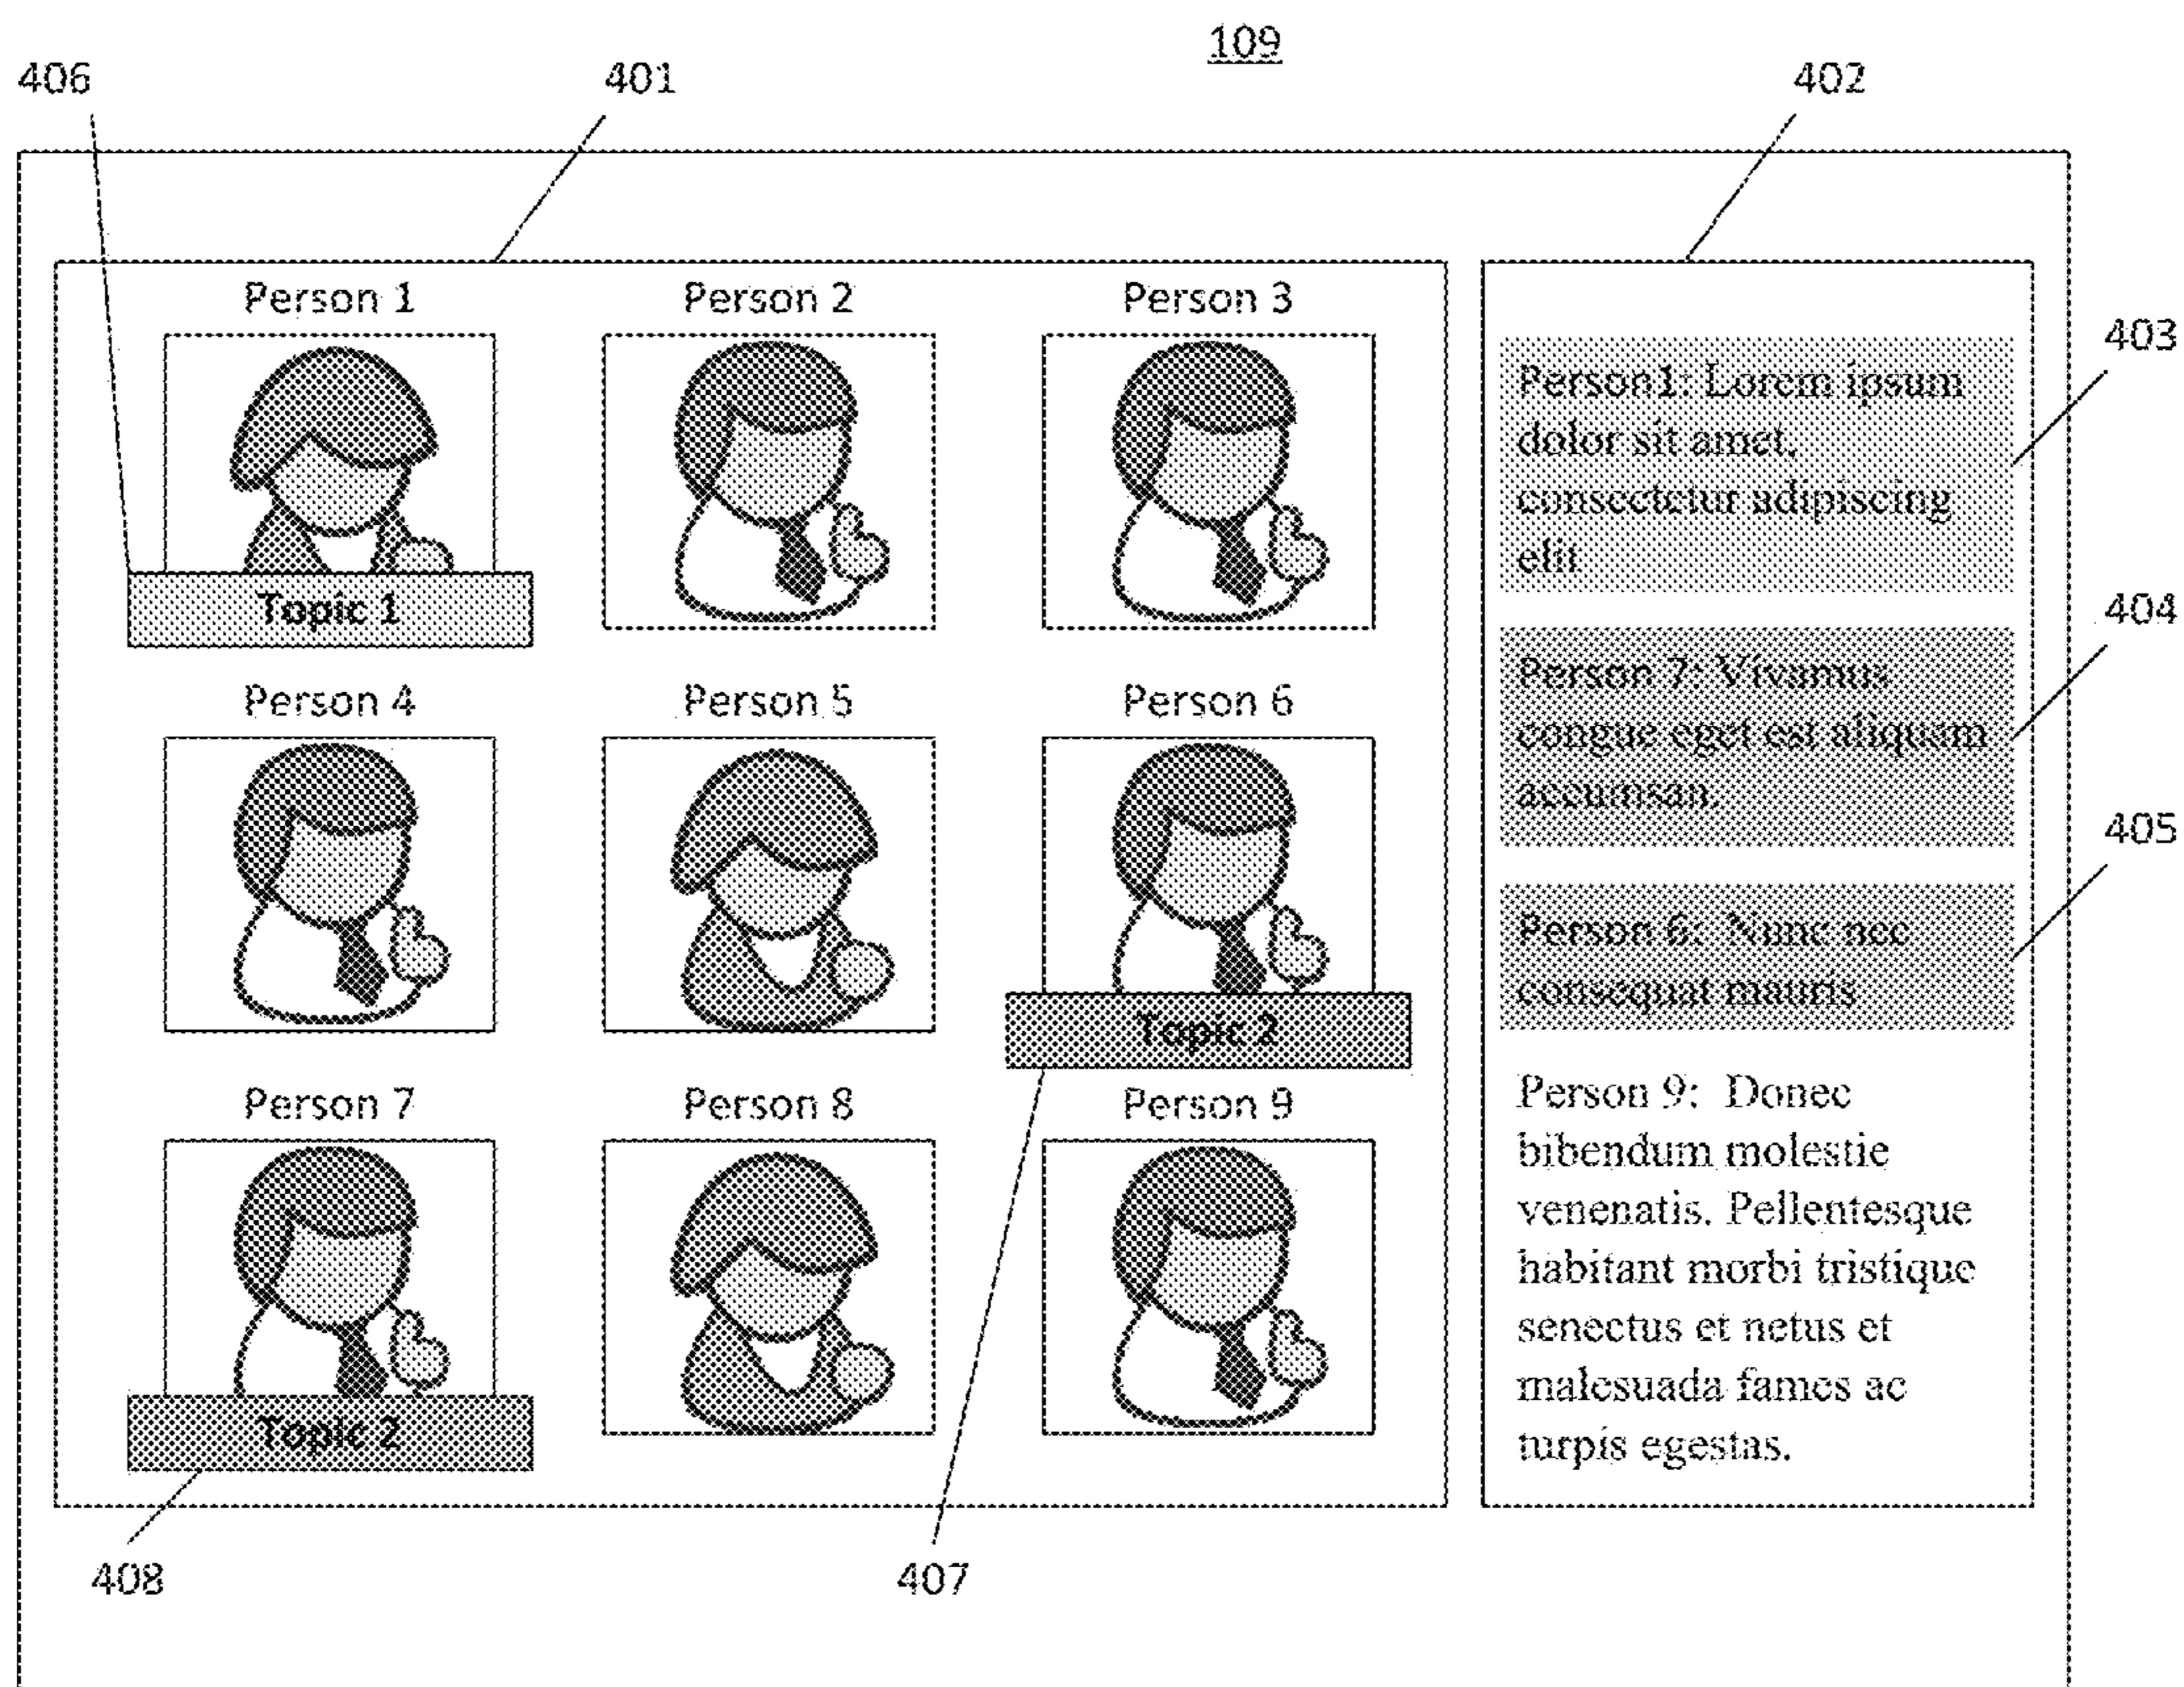 109
406
401
402
Person 1
Person 2
Person 3
Topic 1
Person 4
Person 5
Person 6
Topic 2
Person 7
Person 8
Person 9
Topic 2
408
407
Person1: Lorem ipsum
dolor sit amet,
consectetur adipiscing
elit
403
Person 7: Vivamus
congue eget est aliquam
accumsan.
404
Person 6: Nunc nec
consequat mauris
405
Person 9: Donec
bibendum molestie
venenatis. Pellentesque
habitant morbi tristique
senectus et netus et
malesuada fames ac
turpis egestas.